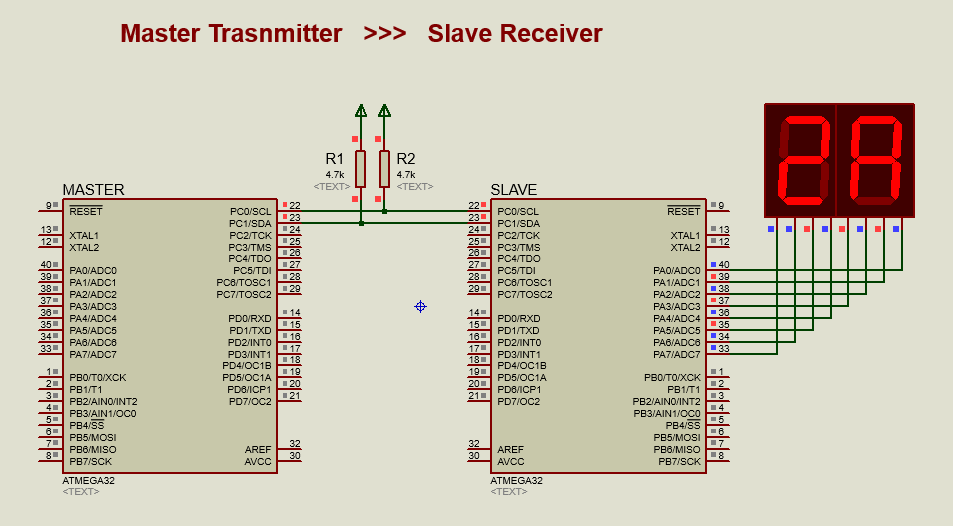 Master Trasnmitter >>> Slave Receiver
2A
R1
4.7k
<TEXT>
R2
4.7k
<TEXT>
MASTER
9 RESET
13 XTAL1
12 XTAL2
40 PA0/ADC0
39 PA1/ADC1
38 PA2/ADC2
37 PA3/ADC3
36 PA4/ADC4
35 PA5/ADC5
34 PA6/ADC6
33 PA7/ADC7
1 PB0/T0/XCK
2 PB1/T1
3 PB2/AIN0/INT2
4 PB3/AIN1/OC0
5 PB4/SS
6 PB5/MOSI
7 PB6/MISO
8 PB7/SCK
PC0/SCL 22
PC1/SDA 23
PC2/TCK 24
PC3/TMS 25
PC4/TDO 26
PC5/TDI 27
PC6/TOSC1 28
PC7/TOSC2 29
PD0/RXD 14
PD1/TXD 15
PD2/INT0 16
PD3/INT1 17
PD4/OC1B 18
PD5/OC1A 19
PD6/ICP1 20
PD7/OC2 21
AREF 32
AVCC 30
ATMEGA32
<TEXT>
SLAVE
22 PC0/SCL
23 PC1/SDA
24 PC2/TCK
25 PC3/TMS
26 PC4/TDO
27 PC5/TDI
28 PC6/TOSC1
29 PC7/TOSC2
14 PD0/RXD
15 PD1/TXD
16 PD2/INT0
17 PD3/INT1
18 PD4/OC1B
19 PD5/OC1A
20 PD6/ICP1
21 PD7/OC2
32 AREF
30 AVCC
RESET 9
XTAL1 13
XTAL2 12
PA0/ADC0 40
PA1/ADC1 39
PA2/ADC2 38
PA3/ADC3 37
PA4/ADC4 36
PA5/ADC5 35
PA6/ADC6 34
PA7/ADC7 33
PB0/T0/XCK 1
PB1/T1 2
PB2/AIN0/INT2 3
PB3/AIN1/OC0 4
PB4/SS 5
PB5/MOSI 6
PB6/MISO 7
PB7/SCK 8
ATMEGA32
<TEXT>